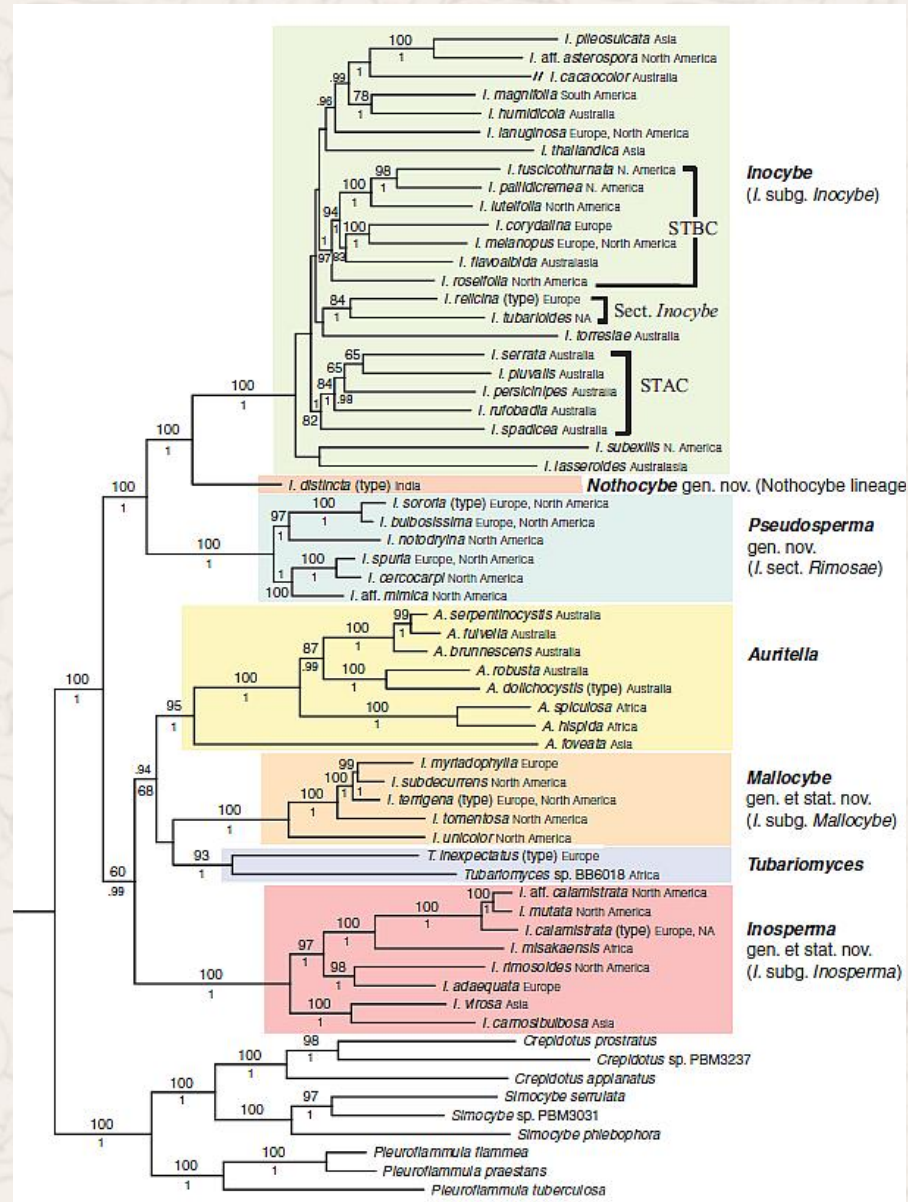 100
I. pileosulcata Asia
1
I. aff. asterospora North America
.99
I. cacaocolor Australia
.96
78
I. magnifolia South America
1
I. humidicola Australia
I. lanuginosa Europe, North America
I. thailandica Asia
98
I. fuscicothurnata N. America
Inocybe
100
1
I. pallidicremea N. America
(I. subg. Inocybe)
94
1
I. luteifolia North America
1
100
I. corydalina Europe
STBC
1
1
I. melanopus Europe, North America
97
83
I. flavoalbida Australasia
I. roseifolia North America
84
I. relicina (type) Europe
1
I. tubarioides NA
Sect. Inocybe
I. torresiae Australia
65
I. serrata Australia
65
I. pluvialis Australia
84
I. persicinipes Australia
STAC
1
1
.98
I. rufobadia Australia
100
82
I. spadicea Australia
1
I. subexilis N. America
100
I. lasseroides Australasia
1
I. distincta (type) India
Nothocybe gen. nov. (Nothocybe lineage
100
I. sororia (type) Europe, North America
1
97
100
1
I. bulbosissima Europe, North America
Pseudosperma
100
1
I. notodryina North America
gen. nov.
1
100
I. spuria Europe, North America
(I. sect. Rimosae)
1
1
I. cercocarpi North America
100
I. aff. mimica North America
99
A. serpentinocystis Australia
100
1
A. fulvella Australia
87
1
A. brunnescens Australia
Auritella
.99
100
A. robusta Australia
100
1
A. dolichocystis (type) Australia
1
100
A. spiculosa Africa
95
1
A. hispida Africa
1
A. foveata Asia
100
1
99
I. myriadophylla Europe
Mallocybe
.94
100
1
1
I. subdecurrens North America
gen. et stat. nov.
68
100
I. terrigena (type) Europe, North America
(I. subg. Mallocybe)
100
1
I. tomentosa North America
1
I. unicolor North America
93
T. inexpectatus (type) Europe
Tubariomyces
60
1
Tubariomyces sp. BB6018 Africa
.99
100
I. aff. calamistrata North America
Inosperma
100
1
I. mutata North America
gen. et stat. nov.
100
1
I. calamistrata (type) Europe, NA
(I. subg. Inosperma)
97
1
I. misakaensis Africa
1
98
I. rimosoides North America
100
1
I. adaequata Europe
1
100
I. virosa Asia
1
I. carnosibulbosa Asia
98
Crepidotus prostratus
100
1
Crepidotus sp. PBM3237
1
Crepidotus applanatus
100
97
Simocybe serrulata
1
100
1
Simocybe sp. PBM3031
100
Simocybe phlebophora
1
100
Pleuroflammula flammea
100
1
Pleuroflammula praestans
1
Pleuroflammula tuberculosa